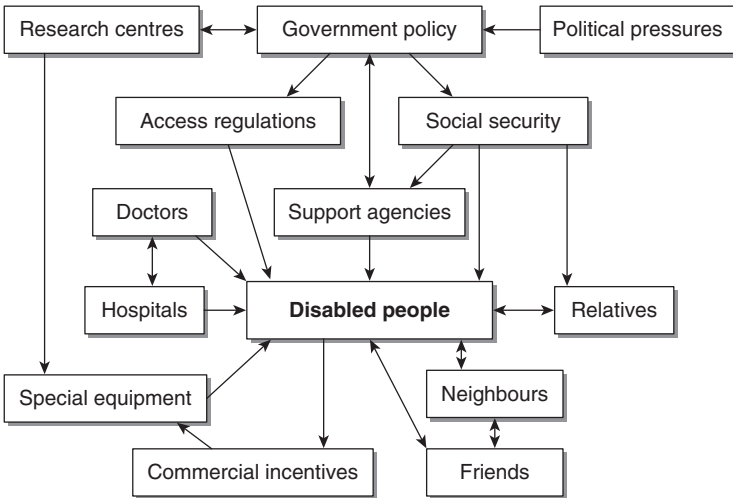 Research centres
Government policy
Political pressures
Access regulations
Social security
Doctors
Support agencies
Hospitals
Disabled people
Relatives
Special equipment
Neighbours
Commercial incentives
Friends